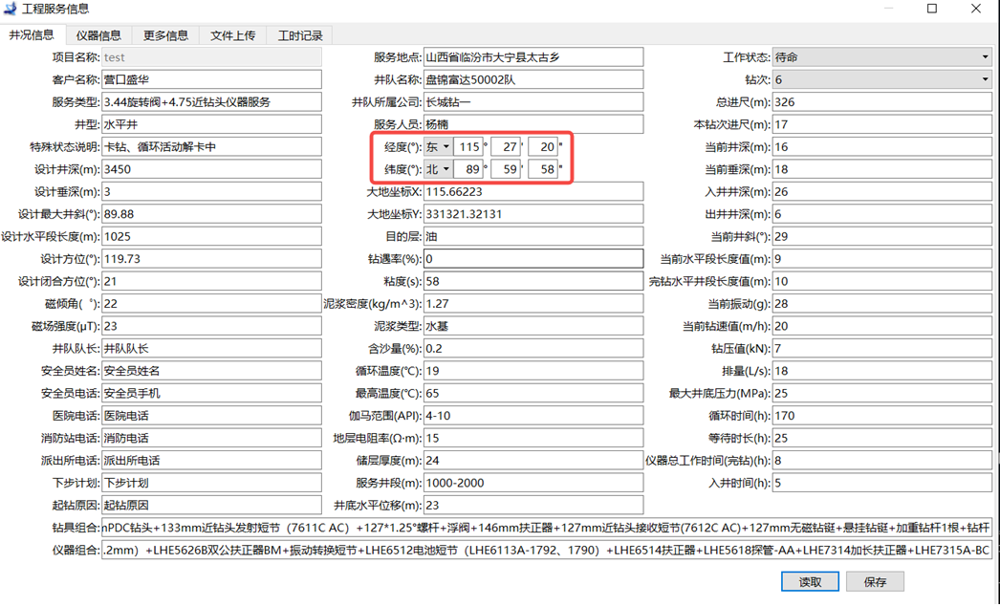 工程服务信息
井况信息 仪器信息 更多信息 文件上传 工时记录
项目名称: test 服务地点: 山西省临汾市大宁县太古乡 工作状态: 待命
客户名称: 营口盛华 井队名称: 盘锦富达50002队 钻次: 6
服务类型: 3.44旋转阀+4.75近钻头仪器服务 井队所属公司: 长城钻一 总进尺(m): 326
井型: 水平井 服务人员: 杨楠 本钻次进尺(m): 17
特殊状态说明: 卡钻、循环活动解卡中 经度(°): 东 115 ° 27 ' 20 " 当前井深(m): 16
设计井深(m): 3450 纬度(°): 北 89 ° 59 ' 58 " 当前垂深(m): 18
设计垂深(m): 3 大地坐标X: 115.66223 入井井深(m): 26
设计最大井斜(°): 89.88 大地坐标Y: 331321.32131 出井井深(m): 6
设计水平段长度(m): 1025 目的层: 油 当前井斜(°): 29
设计方位(°): 119.73 钻遇率(%): 0 当前水平段长度值(m): 9
设计闭合方位(°): 21 粘度(s): 58 完钻水平井段长度值(m): 10
磁倾角( °): 22 泥浆密度(kg/m^3): 1.27 当前振动(g): 28
磁场强度(μT): 23 泥浆类型: 水基 当前钻速值(m/h): 20
井队队长: 井队队长 含沙量(%): 0.2 钻压值(kN): 7
安全员姓名: 安全员姓名 循环温度(℃): 19 排量(L/s): 18
安全员电话: 安全员手机 最高温度(℃): 65 最大井底压力(MPa): 25
医院电话: 医院电话 伽马范围(API): 4-10 循环时间(h): 170
消防站电话: 消防电话 地层电阻率(Ω·m): 15 等待时长(h): 25
派出所电话: 派出所电话 储层厚度(m): 24 仪器总工作时间(完钻)(h): 8
下步计划: 下步计划 服务井段(m): 1000-2000 入井时间(h): 5
起钻原因: 起钻原因 井底水平位移(m): 23
钻具组合: nPDC钻头+133mm近钻头发射短节（7611C AC）+127*1.25°螺杆+浮阀+146mm扶正器+127mm近钻头接收短节(7612C AC)+127mm无磁钻铤+悬挂钻铤+加重钻杆1根+钻杆
仪器组合: .2mm）+LHE5626B双公扶正器BM+振动转换短节+LHE6512电池短节（LHE6113A-1792、1790）+LHE6514扶正器+LHE5618探管-AA+LHE7314加长扶正器+LHE7315A-BC
读取 保存